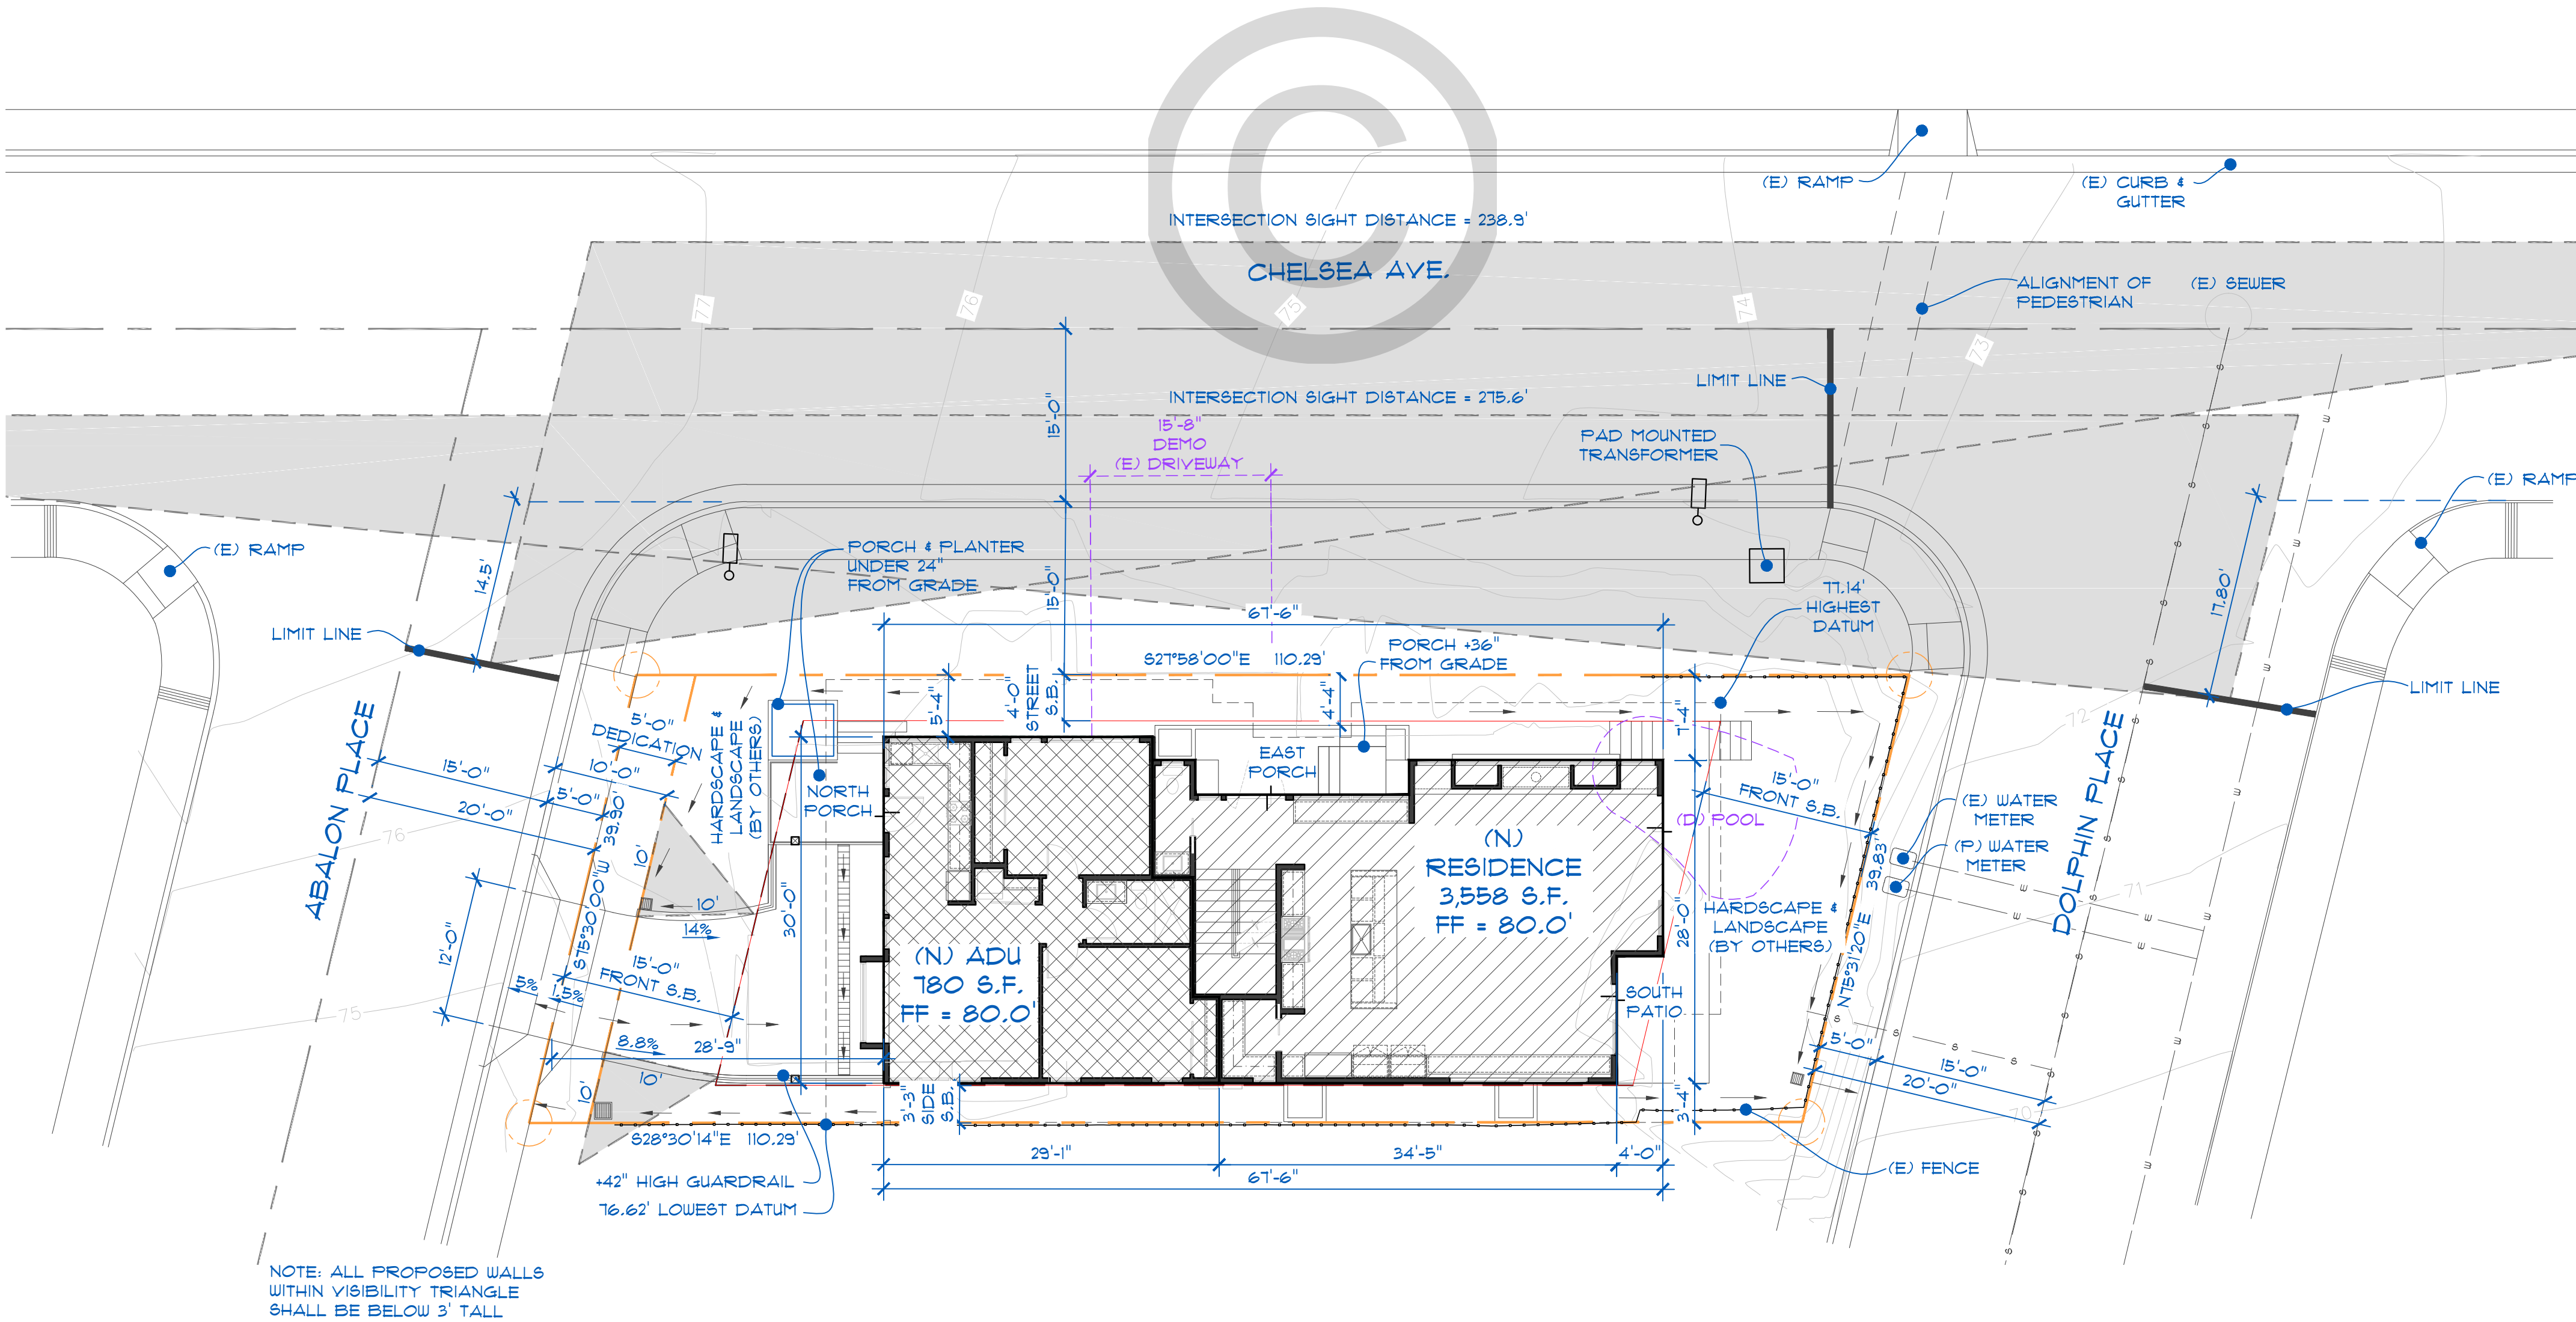 ©
(E) RAMP
(E) CURB &
GUTTER
INTERSECTION SIGHT DISTANCE = 238.9'
CHELSEA AVE.
77
76
75
74
73
ALIGNMENT OF
PEDESTRIAN
(E) SEWER
LIMIT LINE
INTERSECTION SIGHT DISTANCE = 275.6'
15'-0"
15'-8"
DEMO
(E) DRIVEWAY
PAD MOUNTED
TRANSFORMER
(E) RAMP
(E) RAMP
14.5'
17.80'
PORCH & PLANTER
UNDER 24"
FROM GRADE
15'-0"
67'-6"
77.14'
HIGHEST
DATUM
LIMIT LINE
PORCH +36"
FROM GRADE
S27°58'00"E 110.29'
LIMIT LINE
ABALON PLACE
5'-0"
DEDICATION
HARDSCAPE &
LANDSCAPE
(BY OTHERS)
5'-4"
4'-0"
STREET
S.B.
4'-4"
7'-4"
72
DOLPHIN PLACE
15'-0"
10'-0"
5'-0"
20'-0"
39.90'
S75°30'00"W
NORTH
PORCH
EAST
PORCH
15'-0"
FRONT S.B.
(D) POOL
(E) WATER
METER
(P) WATER
METER
39.83'
N75°31'20"E
76
71
10'
10'
14%
30'-0"
(N)
RESIDENCE
3,558 S.F.
FF = 80.0'
28'-0"
HARDSCAPE &
LANDSCAPE
(BY OTHERS)
12'-0"
15'-0"
FRONT S.B.
(N) ADU
780 S.F.
FF = 80.0'
SOUTH
PATIO
5%
1.5%
75
8.8%
28'-9"
5'-0"
15'-0"
20'-0"
70
10'
10'
3'-3"
SIDE
S.B.
3'-4"
S28°30'14"E 110.29'
29'-1"
34'-5"
4'-0"
67'-6"
(E) FENCE
+42" HIGH GUARDRAIL
76.62' LOWEST DATUM
NOTE: ALL PROPOSED WALLS
WITHIN VISIBILITY TRIANGLE
SHALL BE BELOW 3' TALL